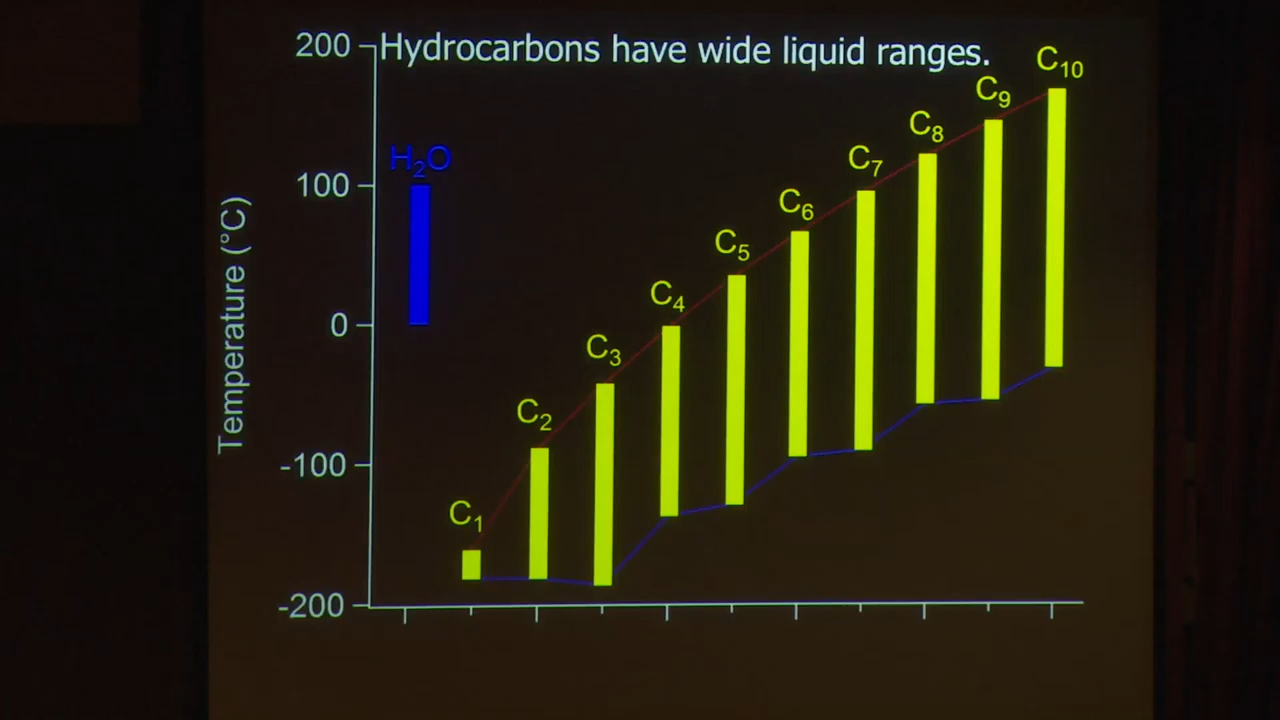 Hydrocarbons have wide liquid ranges.
200
100
0
-100
-200
Temperature (°C)
H₂O
C₁
C₂
C₃
C₄
C₅
C₆
C₇
C₈
C₉
C₁₀